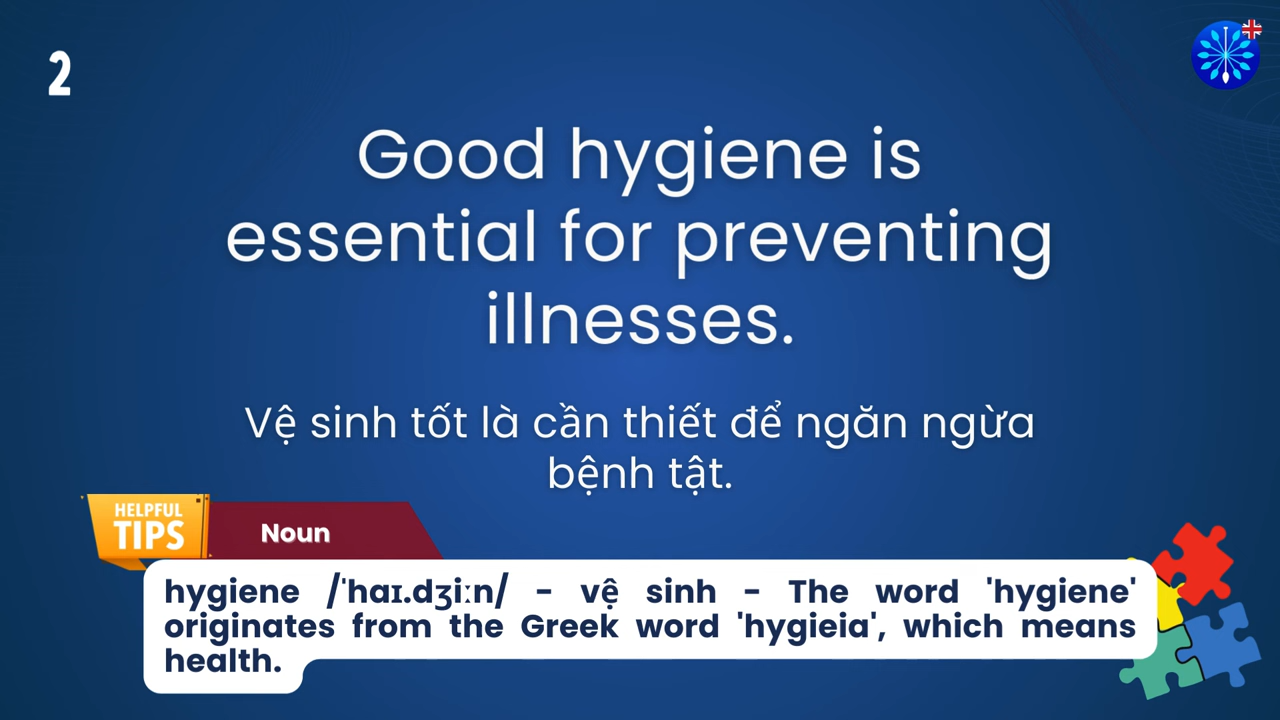 2
Good hygiene is
essential for preventing
illnesses.
Vệ sinh tốt là cần thiết để ngăn ngừa
bệnh tật.
HELPFUL
TIPS
Noun
hygiene /ˈhaɪ.dʒiːn/ - vệ sinh - The word 'hygiene'
originates from the Greek word 'hygieia', which means
health.